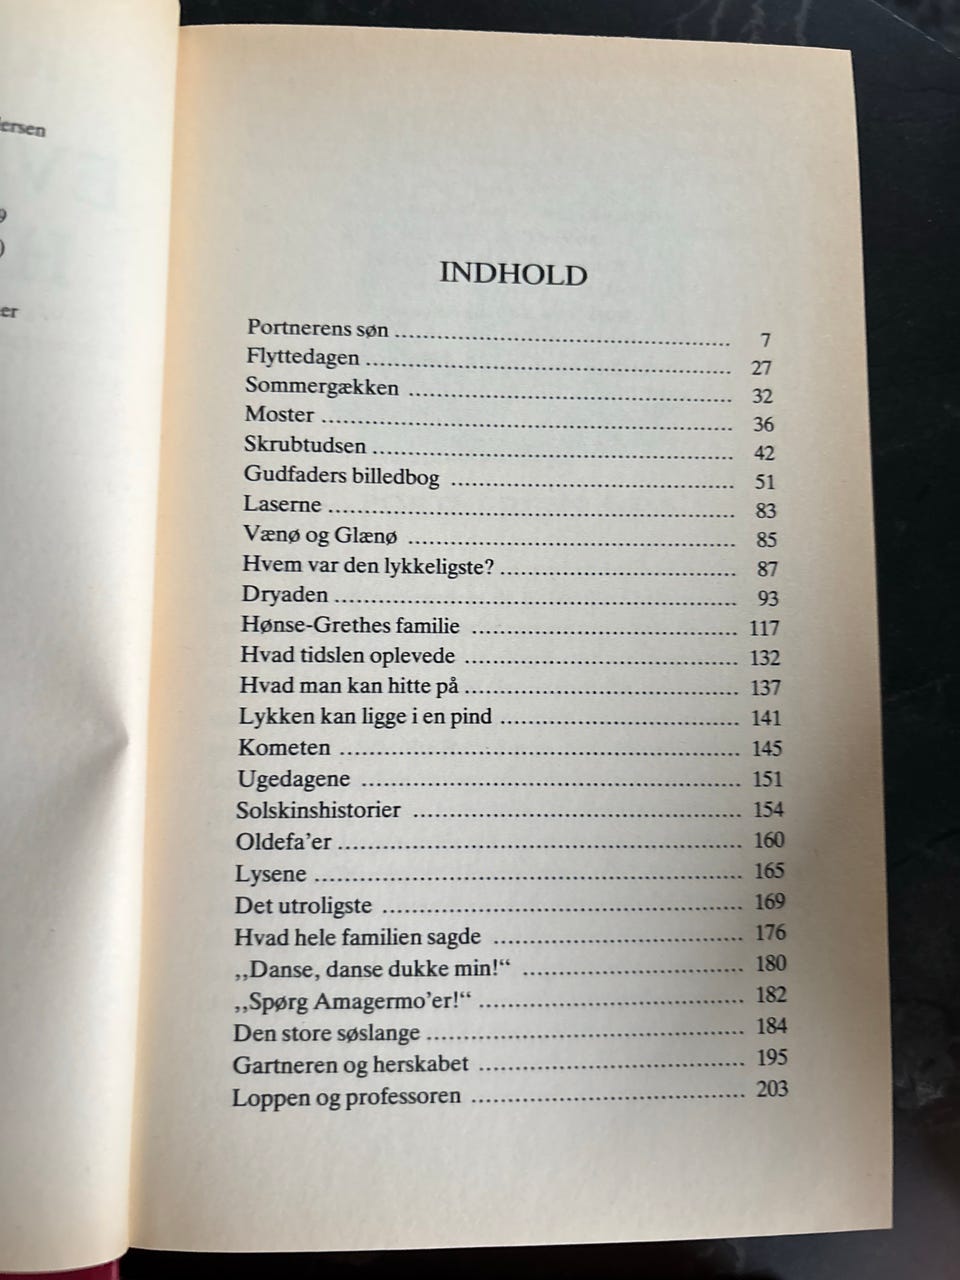 ersen
9
)
er
INDHOLD
Portnerens søn ........................................ 7
Flyttedagen ........................................ 27
Sommergækken ........................................ 32
Moster ........................................ 36
Skrubtudsen ........................................ 42
Gudfaders billedbog ........................................ 51
Laserne ........................................ 83
Vænø og Glænø ........................................ 85
Hvem var den lykkeligste? ........................................ 87
Dryaden ........................................ 93
Hønse-Grethes familie ........................................ 117
Hvad tidslen oplevede ........................................ 132
Hvad man kan hitte på ........................................ 137
Lykken kan ligge i en pind ........................................ 141
Kometen ........................................ 145
Ugedagene ........................................ 151
Solskinshistorier ........................................ 154
Oldefa'er ........................................ 160
Lysene ........................................ 165
Det utroligste ........................................ 169
Hvad hele familien sagde ........................................ 176
,,Danse, danse dukke min!“ ........................................ 180
,,Spørg Amagermo'er!“ ........................................ 182
Den store søslange ........................................ 184
Gartneren og herskabet ........................................ 195
Loppen og professoren ........................................ 203